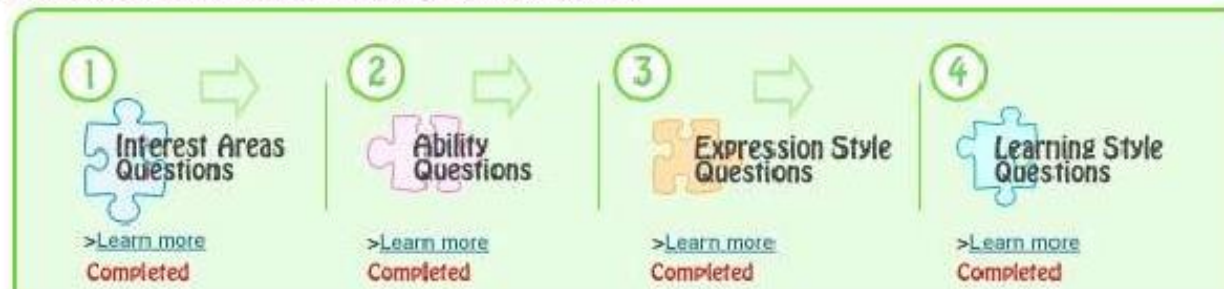 1
Interest Areas
Questions
>Learn more
Completed
2
Ability
Questions
>Learn more
Completed
3
Expression Style
Questions
>Learn more
Completed
4
Learning Style
Questions
>Learn more
Completed